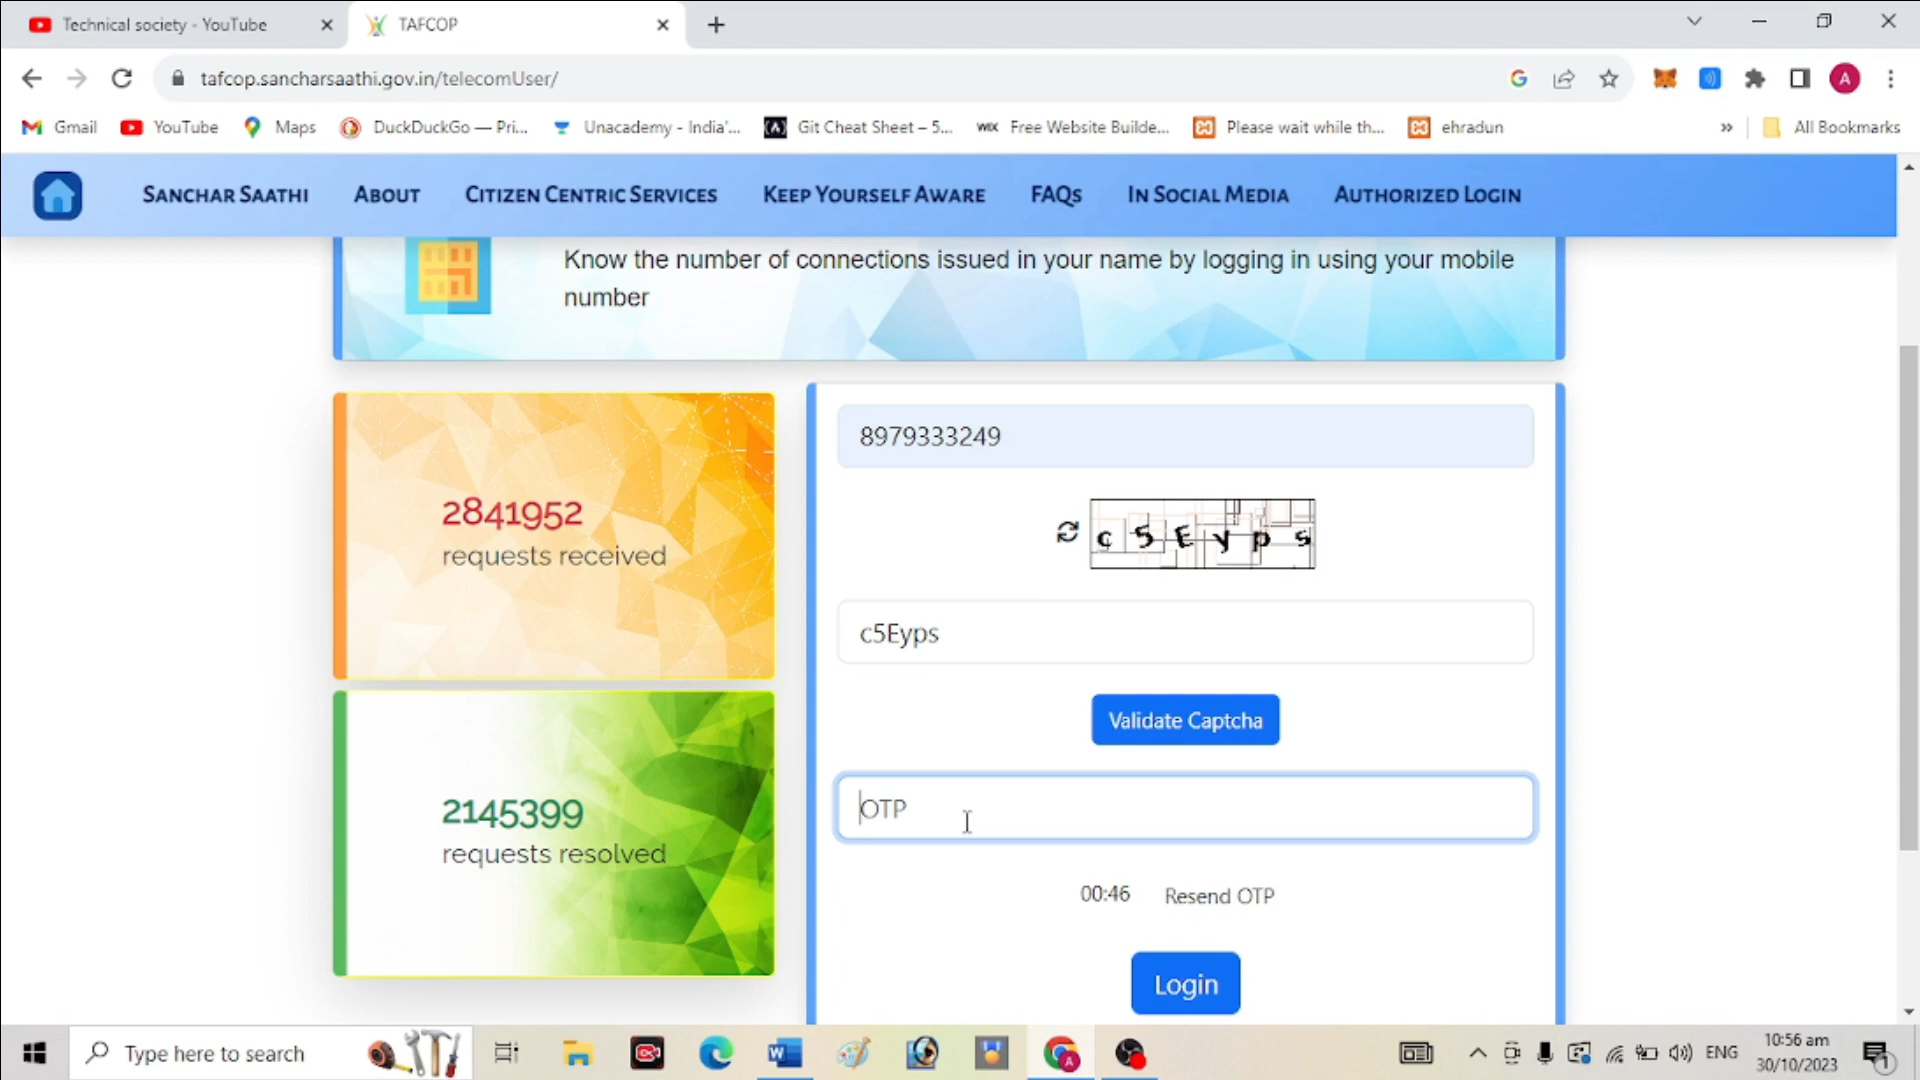 Technical society - YouTube
TAFCOP
tafcop.sancharsaathi.gov.in/telecomUser/
A
Gmail
YouTube
Maps
DuckDuckGo — Pri...
Unacademy - India'...
Git Cheat Sheet – 5...
WIX Free Website Builde...
Please wait while th...
ehradun
»
All Bookmarks
SANCHAR SAATHI
ABOUT
CITIZEN CENTRIC SERVICES
KEEP YOURSELF AWARE
FAQs
IN SOCIAL MEDIA
AUTHORIZED LOGIN
Know the number of connections issued in your name by logging in using your mobile
number
2841952
requests received
2145399
requests resolved
8979333249
c5Eyps
c5Eyps
Validate Captcha
OTP
00:46 Resend OTP
Login
Type here to search
ENG
10:56 am
30/10/2023
1